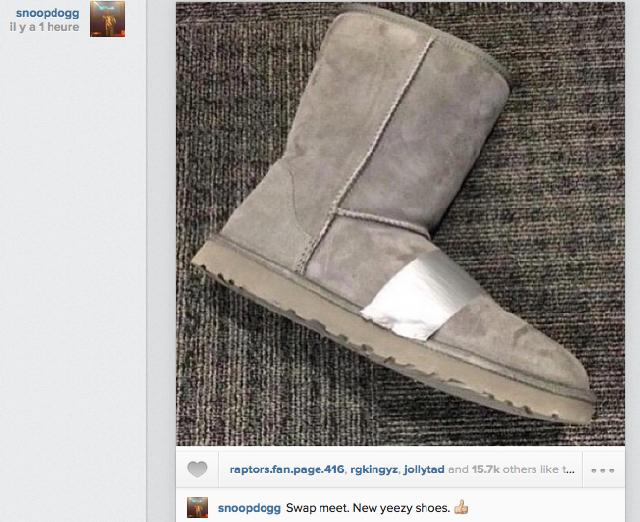 snoopdogg
il y a 1 heure
raptors.fan.page.416, rgkingyz, jollytad and 15.7k others like t...
snoopdogg Swap meet. New yeezy shoes. 👍